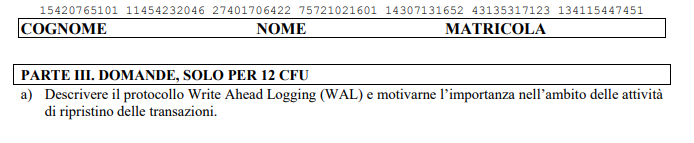 15420765101 11454232046 27401706422 75721021601 14307131652 43135317123 134115447451
COGNOME NOME MATRICOLA
PARTE III. DOMANDE, SOLO PER 12 CFU
a) Descrivere il protocollo Write Ahead Logging (WAL) e motivarne l'importanza nell'ambito delle attività
di ripristino delle transazioni.